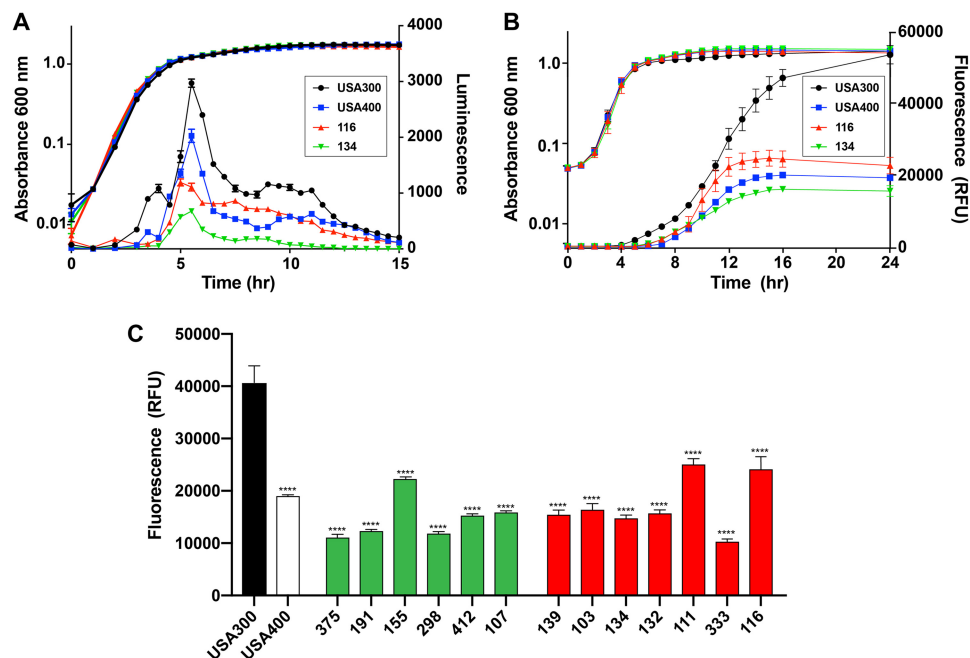 A
Absorbance 600 nm
1.0
0.1
0.01
4000
3000
2000
1000
0
Luminescence
USA300
USA400
116
134
0 5 10 15
Time (hr)
B
Absorbance 600 nm
1.0
0.1
0.01
60000
40000
20000
0
Fluorescence (RFU)
USA300
USA400
116
134
0 4 8 12 16 20 24
Time (hr)
C
Fluorescence (RFU)
50000
40000
30000
20000
10000
0
**** **** **** **** **** **** **** **** **** **** **** **** **** ****
USA300 USA400 375 191 155 298 412 107 139 103 134 132 111 333 116